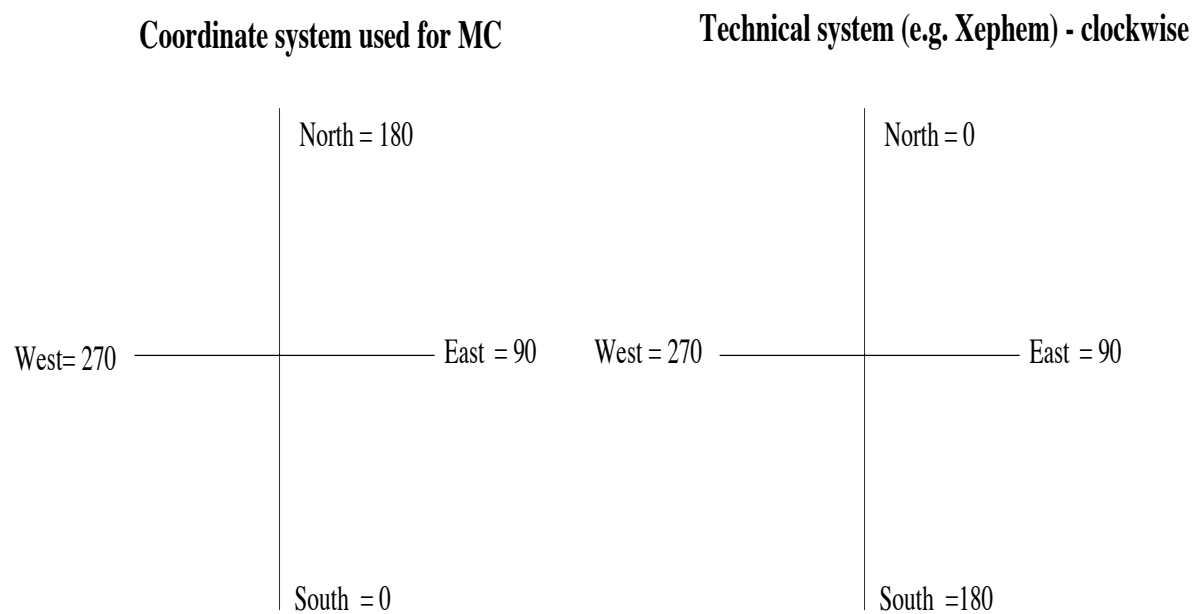 Coordinate system used for MC
Technical system (e.g. Xephem) - clockwise
North = 180
North = 0
West= 270
East = 90
West = 270
East = 90
South = 0
South =180